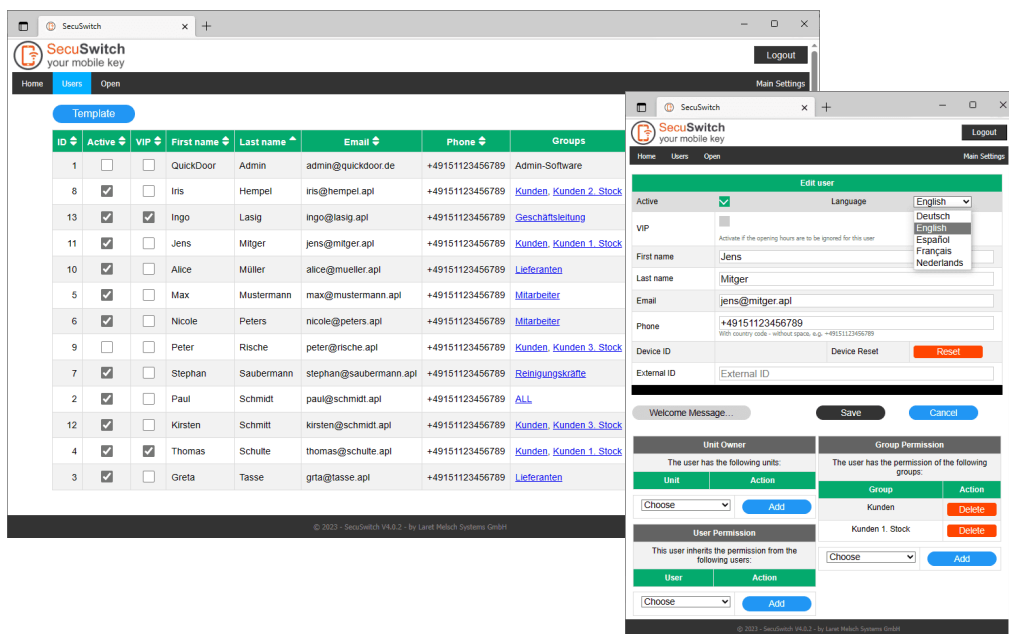 SecuSwitch
SecuSwitch
your mobile key
Logout
Home Users Open Main Settings
Template
ID Active VIP First name Last name Email Phone Groups
1 QuickDoor Admin admin@quickdoor.de +49151123456789 Admin-Software
8 Iris Hempel iris@hempel.apl +49151123456789 Kunden, Kunden 2. Stock
13 Ingo Lasig ingo@lasig.apl +49151123456789 Geschäftsleitung
11 Jens Mitger jens@mitger.apl +49151123456789 Kunden, Kunden 1. Stock
10 Alice Müller alice@mueller.apl +49151123456789 Lieferanten
5 Max Mustermann max@mustermann.apl +49151123456789 Mitarbeiter
6 Nicole Peters nicole@peters.apl +49151123456789 Mitarbeiter
9 Peter Rische peter@rische.apl +49151123456789 Kunden, Kunden 3. Stock
7 Stephan Saubermann stephan@saubermann.apl +49151123456789 Reinigungskräfte
2 Paul Schmidt paul@schmidt.apl +49151123456789 ALL
12 Kirsten Schmitt kirsten@schmidt.apl +49151123456789 Kunden, Kunden 3. Stock
4 Thomas Schulte thomas@schulte.apl +49151123456789 Kunden, Kunden 1. Stock
3 Greta Tasse grta@tasse.apl +49151123456789 Lieferanten
© 2023 - SecuSwitch V4.0.2 - by Laret Melsch Systems GmbH
SecuSwitch
SecuSwitch
your mobile key
Logout
Home Users Open Main Settings
Edit user
Active Language English
Deutsch
English
Español
Français
Nederlands
VIP
Activate if the opening hours are to be ignored for this user
First name Jens
Last name Mitger
Email jens@mitger.apl
Phone +49151123456789
With country code - without space, e.g. +49151123456789
Device ID Device Reset Reset
External ID External ID
Welcome Message... Save Cancel
Unit Owner
The user has the following units:
Unit Action
Choose Add
User Permission
This user inherits the permission from the
following users:
User Action
Choose Add
Group Permission
The user has the permission of the following
groups:
Group Action
Kunden Delete
Kunden 1. Stock Delete
Choose Add
© 2023 - SecuSwitch V4.0.2 - by Laret Melsch Systems GmbH